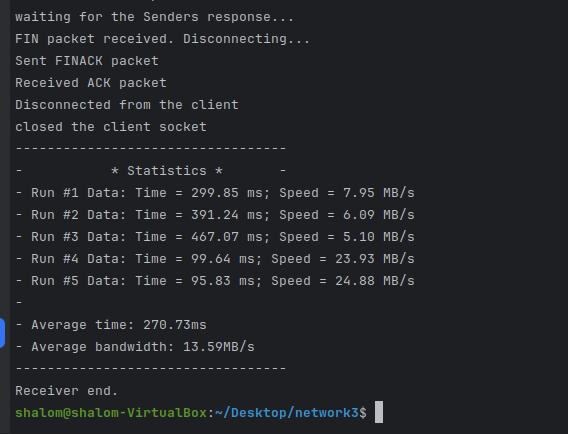 waiting for the Senders response...
FIN packet received. Disconnecting...
Sent FINACK packet
Received ACK packet
Disconnected from the client
closed the client socket
----------------------------------
-           * Statistics *       -
- Run #1 Data: Time = 299.85 ms; Speed = 7.95 MB/s
- Run #2 Data: Time = 391.24 ms; Speed = 6.09 MB/s
- Run #3 Data: Time = 467.07 ms; Speed = 5.10 MB/s
- Run #4 Data: Time = 99.64 ms; Speed = 23.93 MB/s
- Run #5 Data: Time = 95.83 ms; Speed = 24.88 MB/s
-
- Average time: 270.73ms
- Average bandwidth: 13.59MB/s
----------------------------------
Receiver end.
shalom@shalom-VirtualBox:~/Desktop/network3$